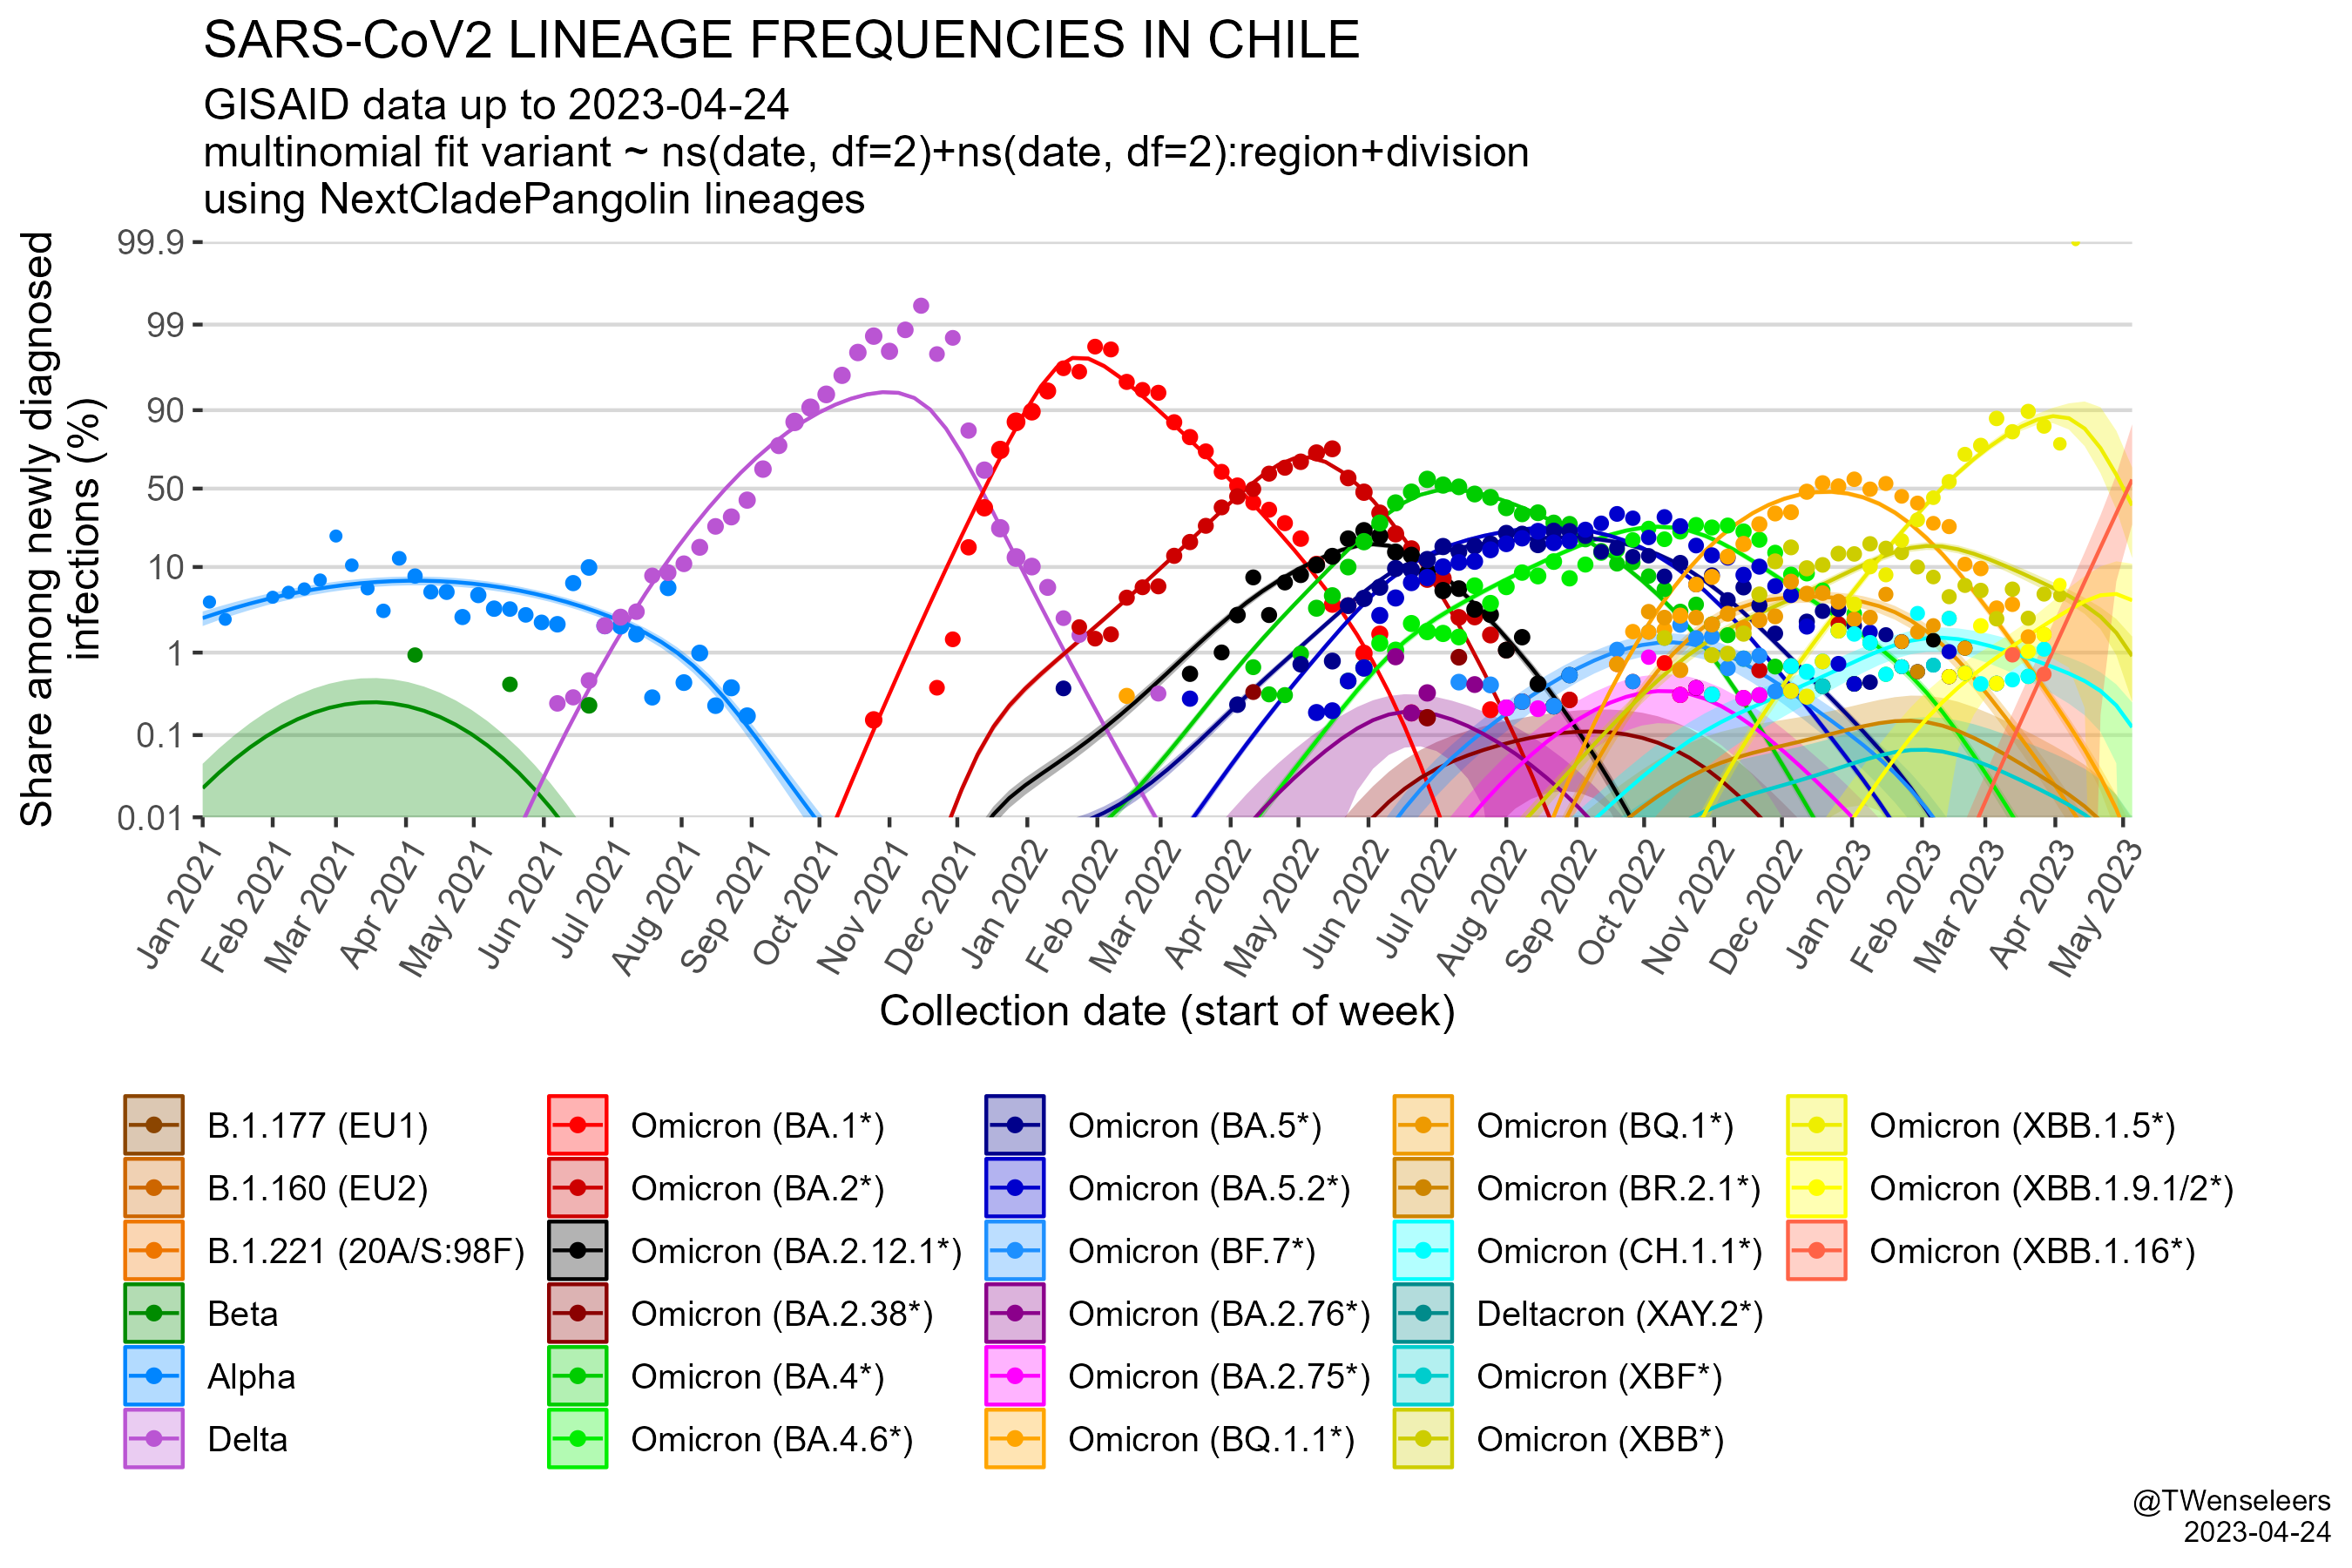 SARS-CoV2 LINEAGE FREQUENCIES IN CHILE
GISAID data up to 2023-04-24
multinomial fit variant ~ ns(date, df=2)+ns(date, df=2):region+division
using NextCladePangolin lineages
Share among newly diagnosed
infections (%)
99.9
99
90
50
10
1
0.1
0.01
Jan 2021
Feb 2021
Mar 2021
Apr 2021
May 2021
Jun 2021
Jul 2021
Aug 2021
Sep 2021
Oct 2021
Nov 2021
Dec 2021
Jan 2022
Feb 2022
Mar 2022
Apr 2022
May 2022
Jun 2022
Jul 2022
Aug 2022
Sep 2022
Oct 2022
Nov 2022
Dec 2022
Jan 2023
Feb 2023
Mar 2023
Apr 2023
May 2023
Collection date (start of week)
B.1.177 (EU1)
B.1.160 (EU2)
B.1.221 (20A/S:98F)
Beta
Alpha
Delta
Omicron (BA.1*)
Omicron (BA.2*)
Omicron (BA.2.12.1*)
Omicron (BA.2.38*)
Omicron (BA.4*)
Omicron (BA.4.6*)
Omicron (BA.5*)
Omicron (BA.5.2*)
Omicron (BF.7*)
Omicron (BA.2.76*)
Omicron (BA.2.75*)
Omicron (BQ.1.1*)
Omicron (BQ.1*)
Omicron (BR.2.1*)
Omicron (CH.1.1*)
Deltacron (XAY.2*)
Omicron (XBF*)
Omicron (XBB*)
Omicron (XBB.1.5*)
Omicron (XBB.1.9.1/2*)
Omicron (XBB.1.16*)
@TWenseleers
2023-04-24